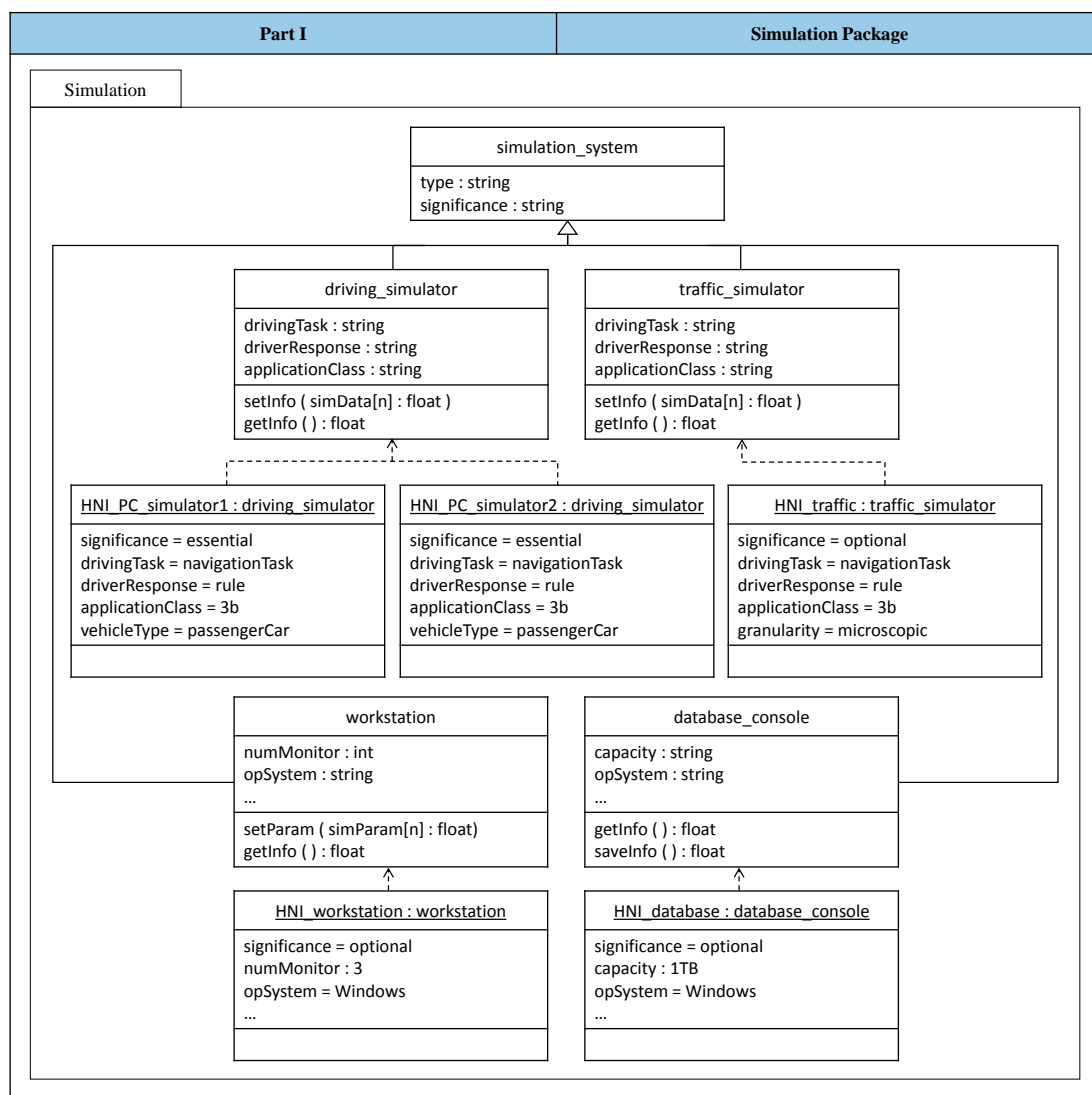 Part I
Simulation Package
Simulation
simulation_system
type : string
significance : string
driving_simulator
drivingTask : string
driverResponse : string
applicationClass : string
setInfo ( simData[n] : float )
getInfo ( ) : float
traffic_simulator
drivingTask : string
driverResponse : string
applicationClass : string
setInfo ( simData[n] : float )
getInfo ( ) : float
HNI_PC_simulator1 : driving_simulator
significance = essential
drivingTask = navigationTask
driverResponse = rule
applicationClass = 3b
vehicleType = passengerCar
HNI_PC_simulator2 : driving_simulator
significance = essential
drivingTask = navigationTask
driverResponse = rule
applicationClass = 3b
vehicleType = passengerCar
HNI_traffic : traffic_simulator
significance = optional
drivingTask = navigationTask
driverResponse = rule
applicationClass = 3b
granularity = microscopic
workstation
numMonitor : int
opSystem : string
...
setParam ( simParam[n] : float)
getInfo ( ) : float
database_console
capacity : string
opSystem : string
...
getInfo ( ) : float
saveInfo ( ) : float
HNI_workstation : workstation
significance = optional
numMonitor : 3
opSystem = Windows
...
HNI_database : database_console
significance = optional
capacity : 1TB
opSystem = Windows
...